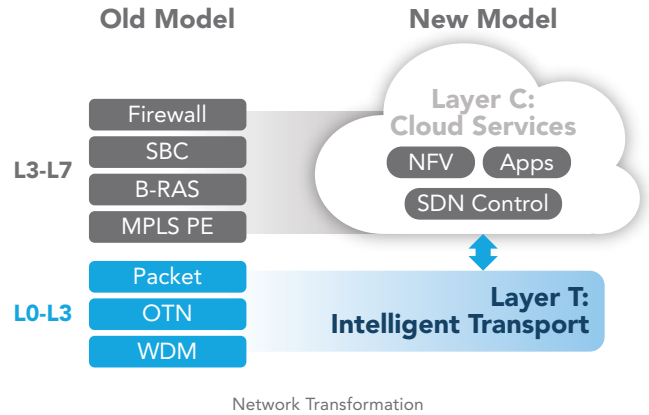 Old Model
New Model
L3-L7
Firewall
SBC
B-RAS
MPLS PE
Layer C:
Cloud Services
NFV
Apps
SDN Control
L0-L3
Packet
OTN
WDM
Layer T:
Intelligent Transport
Network Transformation